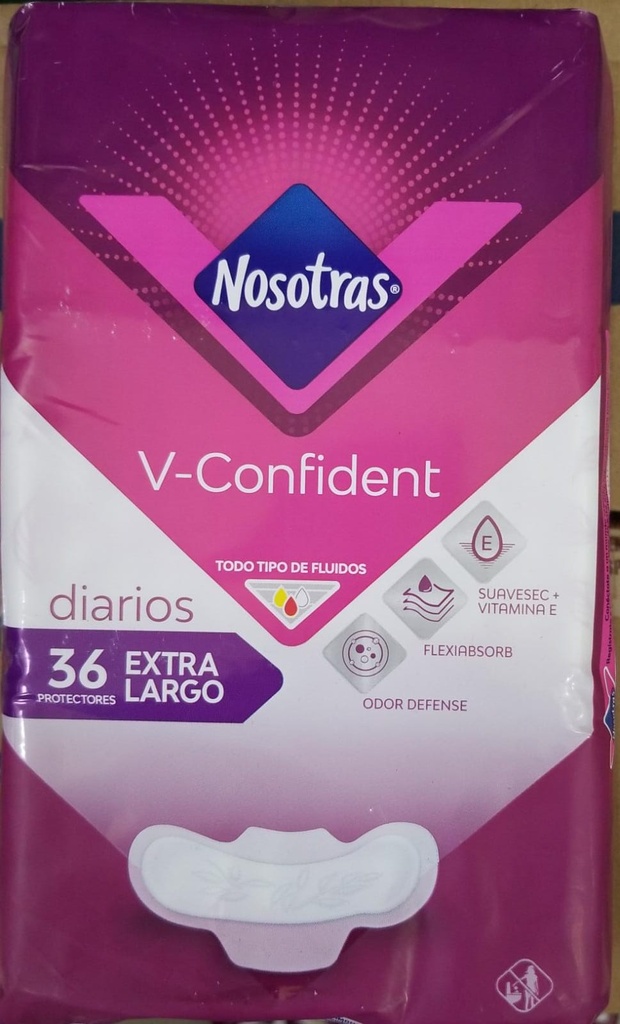 Nosotras®
V-Confident
TODO TIPO DE FLUIDOS
diarios
36
PROTECTORES
EXTRA
LARGO
E
SUAVESEC +
VITAMINA E
FLEXIABSORB
ODOR DEFENSE